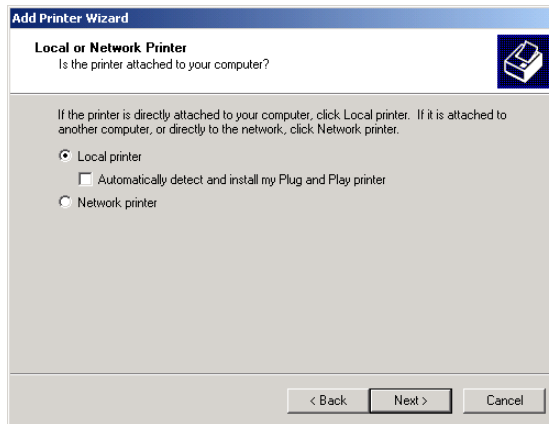 Add Printer Wizard
Local or Network Printer
Is the printer attached to your computer?
If the printer is directly attached to your computer, click Local printer.  If it is attached to
another computer, or directly to the network, click Network printer.
Local printer
Automatically detect and install my Plug and Play printer
Network printer
< Back
Next >
Cancel